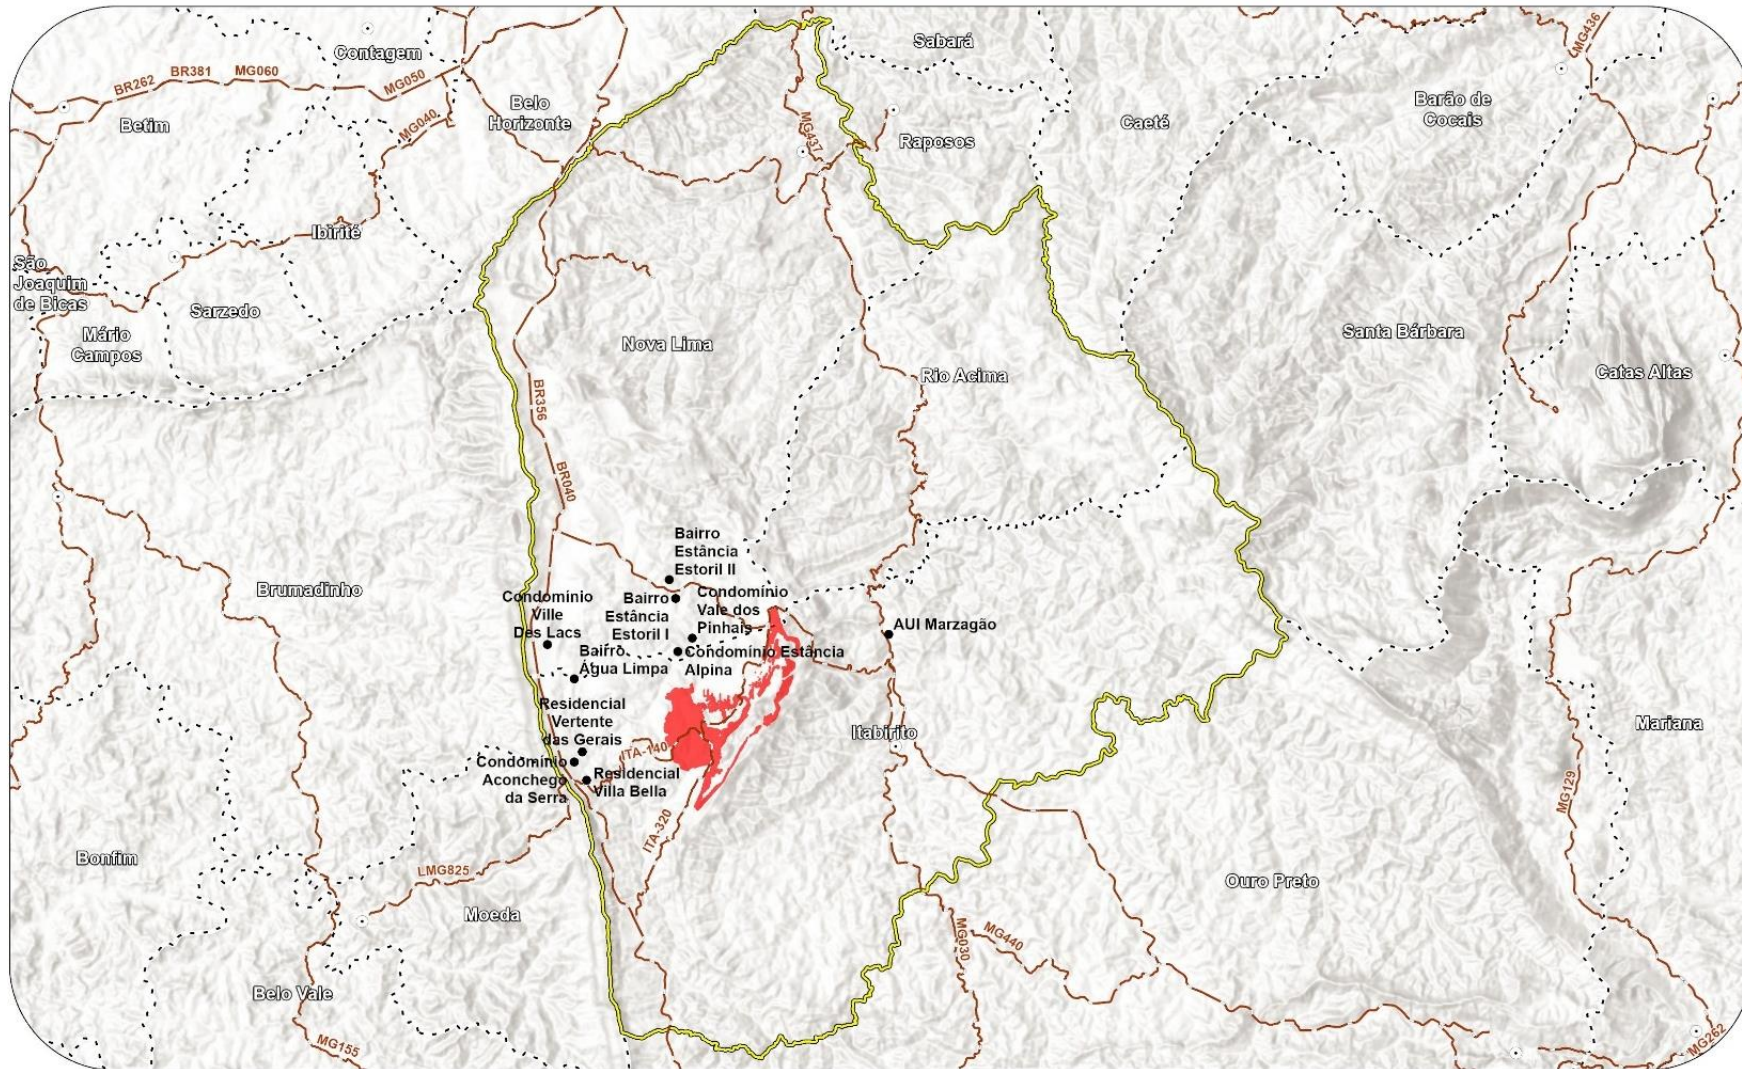 Contagem
Sabará
LMG436
BR262
BR381
MG060
MG050
Betim
MG040
Belo
Horizonte
MG437
Raposos
Caeté
Barão de
Cocais
Ibirité
São
Joaquim
de Bicas
Sarzedo
Mário
Campos
Nova Lima
Rio Acima
Santa Bárbara
Catas Altas
BR356
BR040
Bairro
Estância
Estoril II
Brumadinho
Condomínio
Ville
Des Lacs
Bairro
Estância
Estoril I
Condomínio
Vale dos
Pinhais
AUI Marzagão
Bairro
Água Limpa
Condomínio Estância
Alpina
Residencial
Vertente
das Gerais
ITA-140
Itabirito
Mariana
Condomínio
Aconchego
da Serra
Residencial
Villa Bella
MG129
ITA-320
Bonfim
LMG825
Moeda
Ouro Preto
MG030
MG440
Belo Vale
MG155
MG262